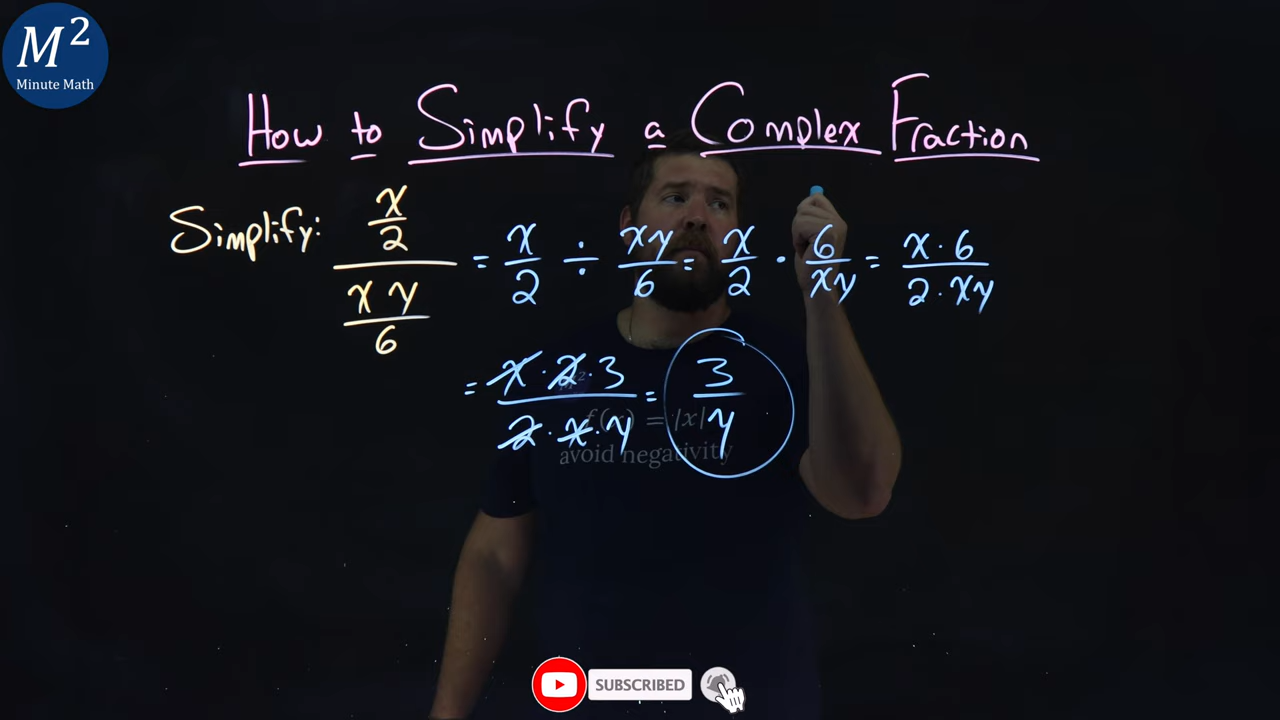 M²
Minute Math
How to Simplify a Complex Fraction
Simplify: (x/2)/(xy/6) = x/2 ÷ xy/6 = x/2 · 6/xy = x·6/2·xy
= x·2·3/2·x·y = 3/y
f(x) = |x|
avoid negativity
SUBSCRIBED